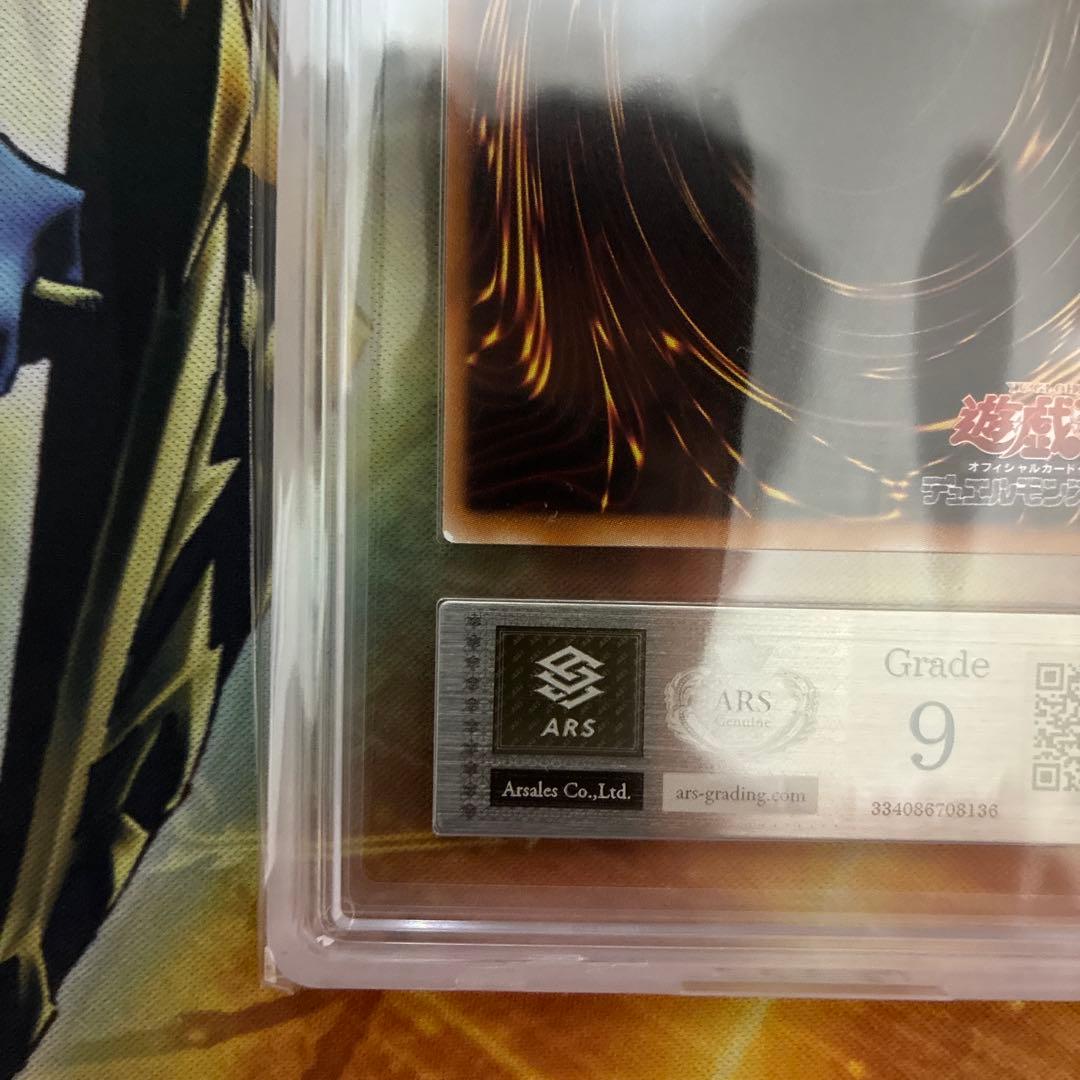 遊戯
オフィシャルカード
デュエルモンス
ARS
Arsales Co.,Ltd.
ARS
Genuine
ars-grading.com
Grade
9
334086708136